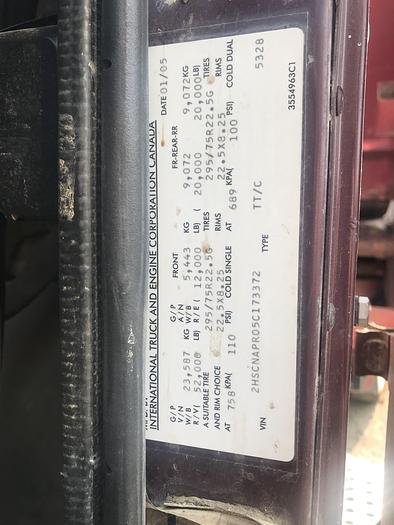 INTERNATIONAL TRUCK AND ENGINE CORPORATION CANADA
DATE 01/05
G/P G/P FRONT FR-REAR-RR
V/N A/N
W/B 23,587 KG W/B 5,443 KG 9,072 9,072KG
R/V( 52,000 LB) R/E( 12,000 LB) ( 20,000 20,000LB)
A SUITABLE TIRE 295/75R22.5G TIRES 295/75R22.5G TIRES
AND RIM CHOICE 22.5X8.25 RIMS 22.5X8.25 RIMS
AT 758 KPA( 110 PSI) COLD SINGLE AT 689 KPA( 100 PSI) COLD DUAL
VIN 2HSCNAPR05C173372 TYPE TT/C 5328
3554963C1